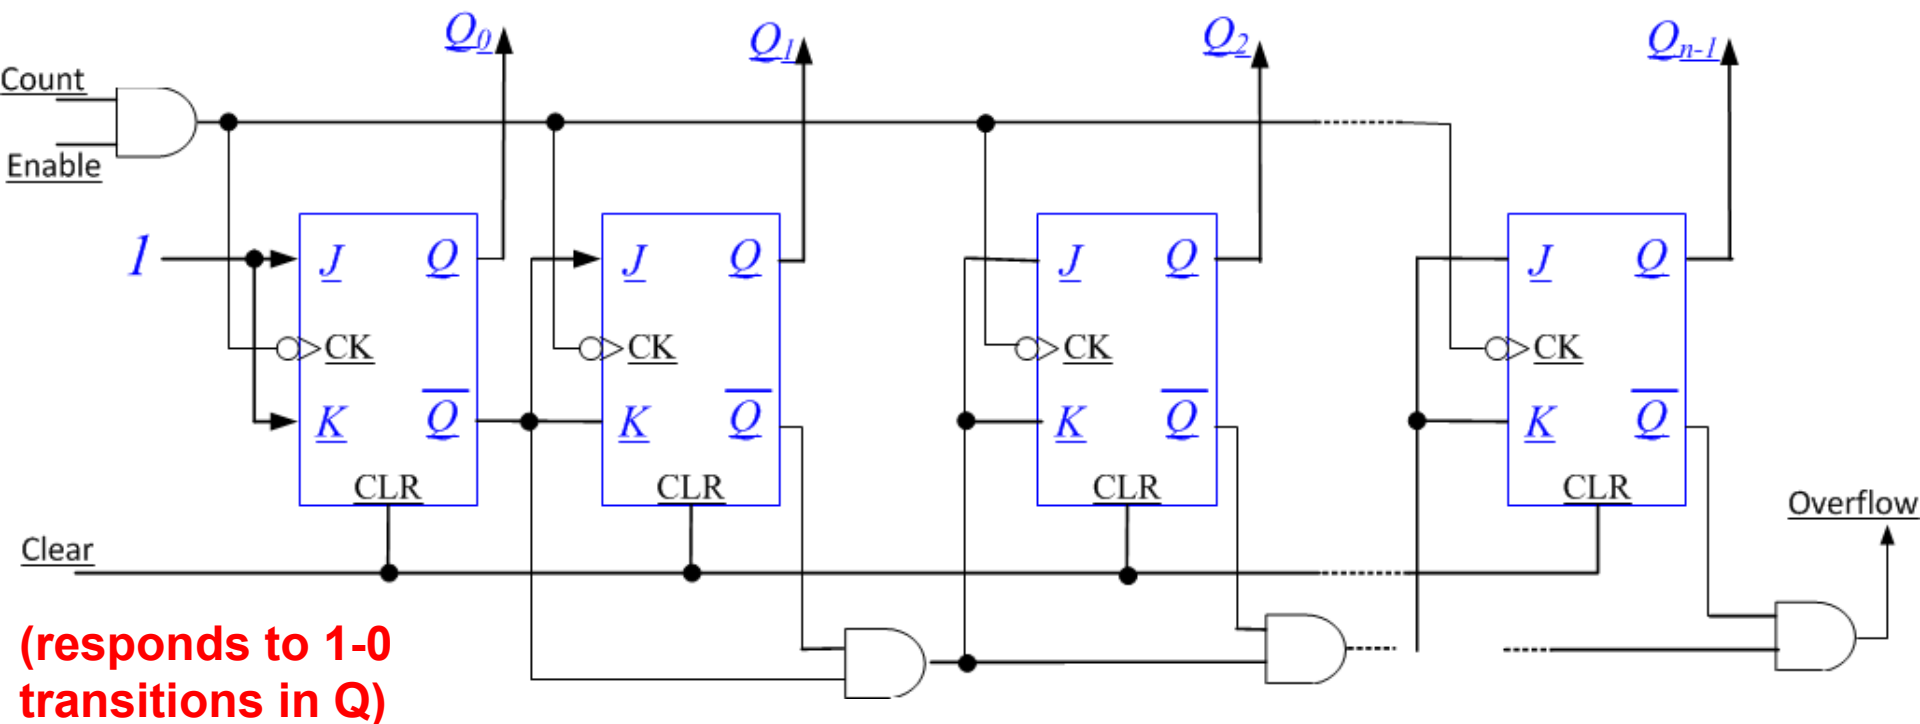 Q0
Q1
Q2
Qn-1
Count
Enable
1
J Q
J Q
J Q
J Q
CK
CK
CK
CK
K Q̅
K Q̅
K Q̅
K Q̅
CLR
CLR
CLR
CLR
Overflow
Clear
(responds to 1-0
transitions in Q)